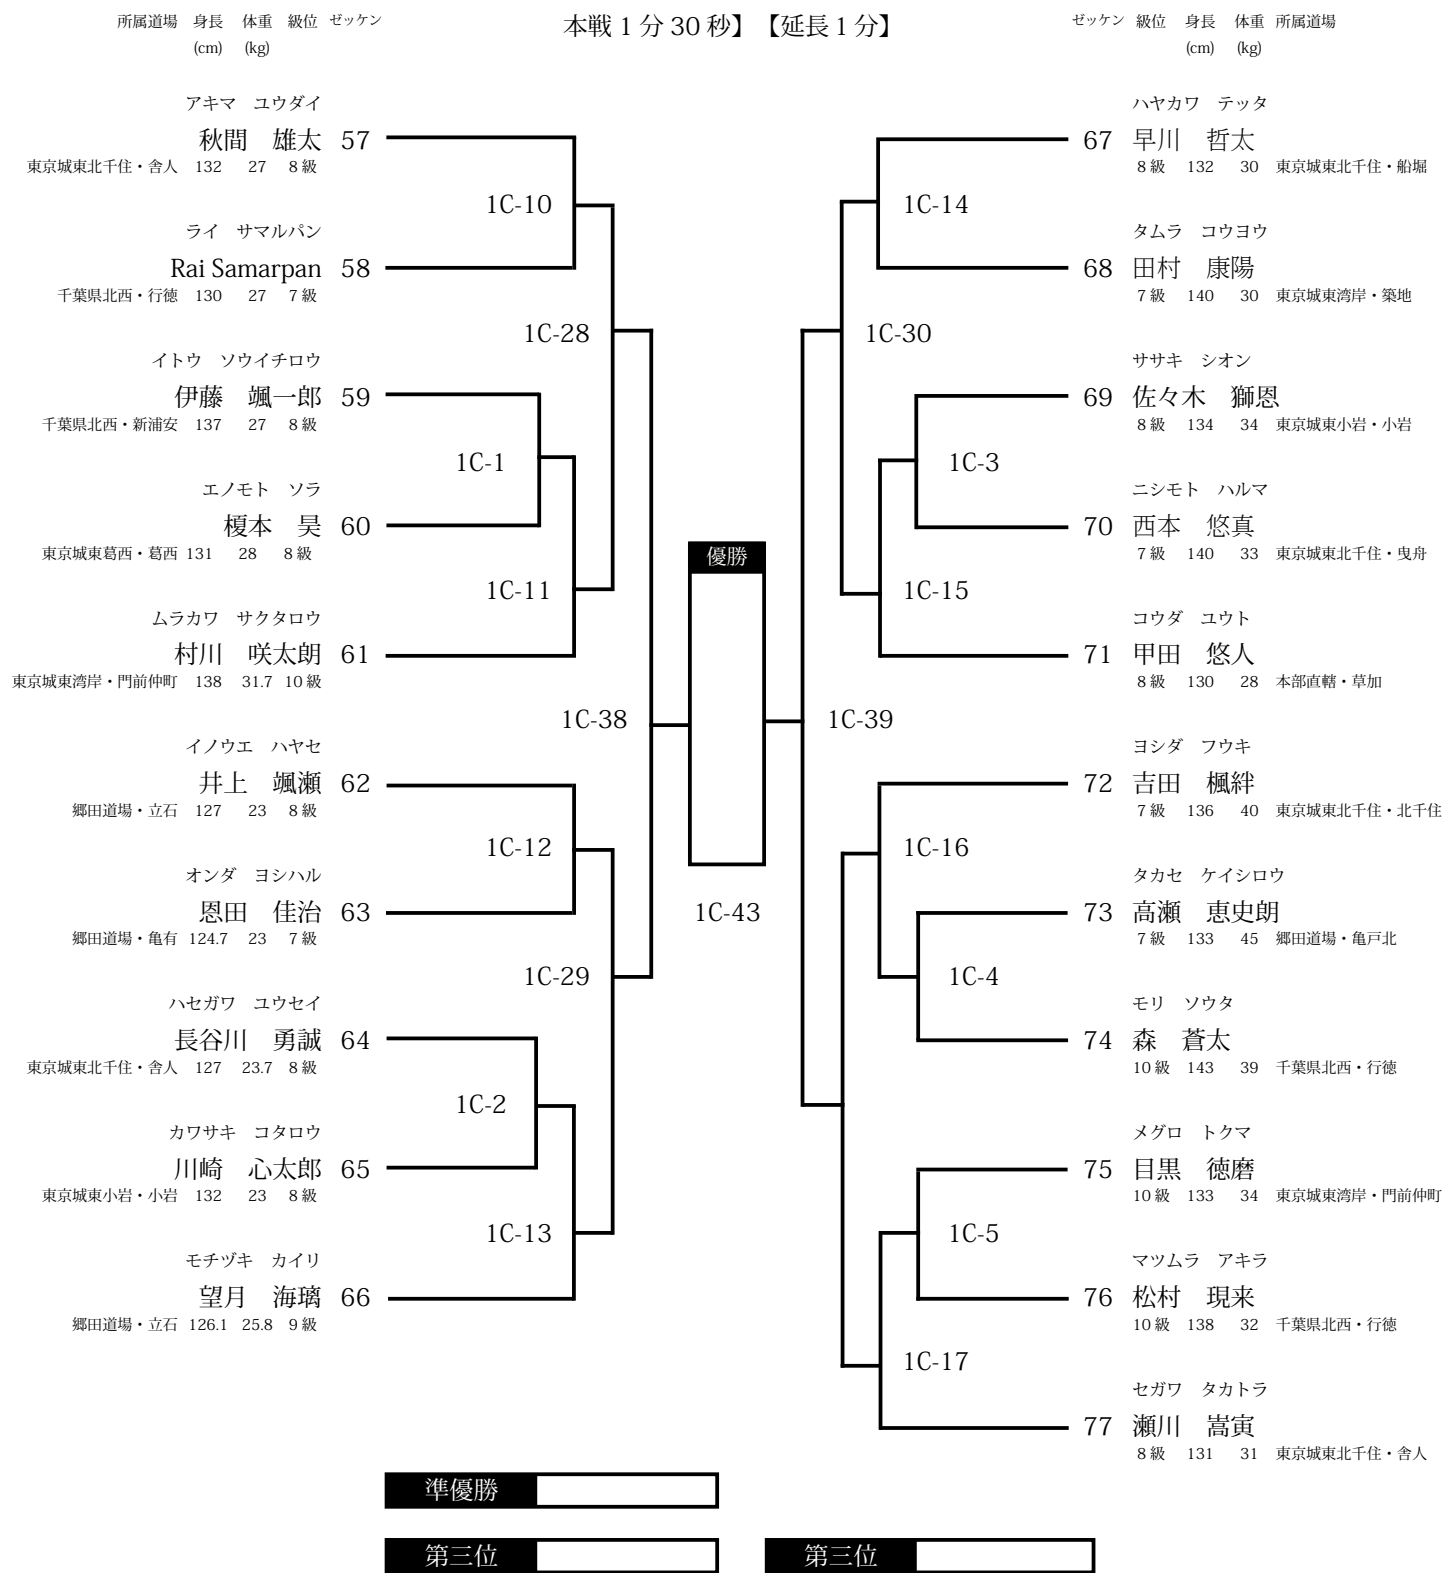 所属道場 身長 体重 級位 ゼッケン
(cm) (kg)
本戦 1 分 30 秒】【延長 1 分】
ゼッケン 級位 身長 体重 所属道場
(cm) (kg)
アキマ ユウダイ
秋間 雄太 57
東京城東北千住・舎人 132 27 8 級
1C-10
ライ サマルパン
Rai Samarpan 58
千葉県北西・行徳 130 27 7 級
1C-28
イトウ ソウイチロウ
伊藤 颯一郎 59
千葉県北西・新浦安 137 27 8 級
1C-1
エノモト ソラ
榎本 昊 60
東京城東葛西・葛西 131 28 8 級
1C-11
ムラカワ サクタロウ
村川 咲太朗 61
東京城東湾岸・門前仲町 138 31.7 10 級
1C-38
イノウエ ハヤセ
井上 颯瀬 62
郷田道場・立石 127 23 8 級
1C-12
オンダ ヨシハル
恩田 佳治 63
郷田道場・亀有 124.7 23 7 級
1C-29
ハセガワ ユウセイ
長谷川 勇誠 64
東京城東北千住・舎人 127 23.7 8 級
1C-2
カワサキ コタロウ
川崎 心太郎 65
東京城東小岩・小岩 132 23 8 級
1C-13
モチヅキ カイリ
望月 海璃 66
郷田道場・立石 126.1 25.8 9 級
優勝
1C-43
ハヤカワ テッタ
67 早川 哲太
8 級 132 30 東京城東北千住・船堀
1C-14
タムラ コウヨウ
68 田村 康陽
7 級 140 30 東京城東湾岸・築地
1C-30
ササキ シオン
69 佐々木 獅恩
8 級 134 34 東京城東小岩・小岩
1C-3
ニシモト ハルマ
70 西本 悠真
7 級 140 33 東京城東北千住・曳舟
1C-15
コウダ ユウト
71 甲田 悠人
8 級 130 28 本部直轄・草加
1C-39
ヨシダ フウキ
72 吉田 楓絆
7 級 136 40 東京城東北千住・北千住
1C-16
タカセ ケイシロウ
73 高瀬 恵史朗
7 級 133 45 郷田道場・亀戸北
1C-4
モリ ソウタ
74 森 蒼太
10 級 143 39 千葉県北西・行徳
メグロ トクマ
75 目黒 徳磨
10 級 133 34 東京城東湾岸・門前仲町
1C-5
マツムラ アキラ
76 松村 現来
10 級 138 32 千葉県北西・行徳
1C-17
セガワ タカトラ
77 瀬川 嵩寅
8 級 131 31 東京城東北千住・舎人
準優勝
第三位
第三位